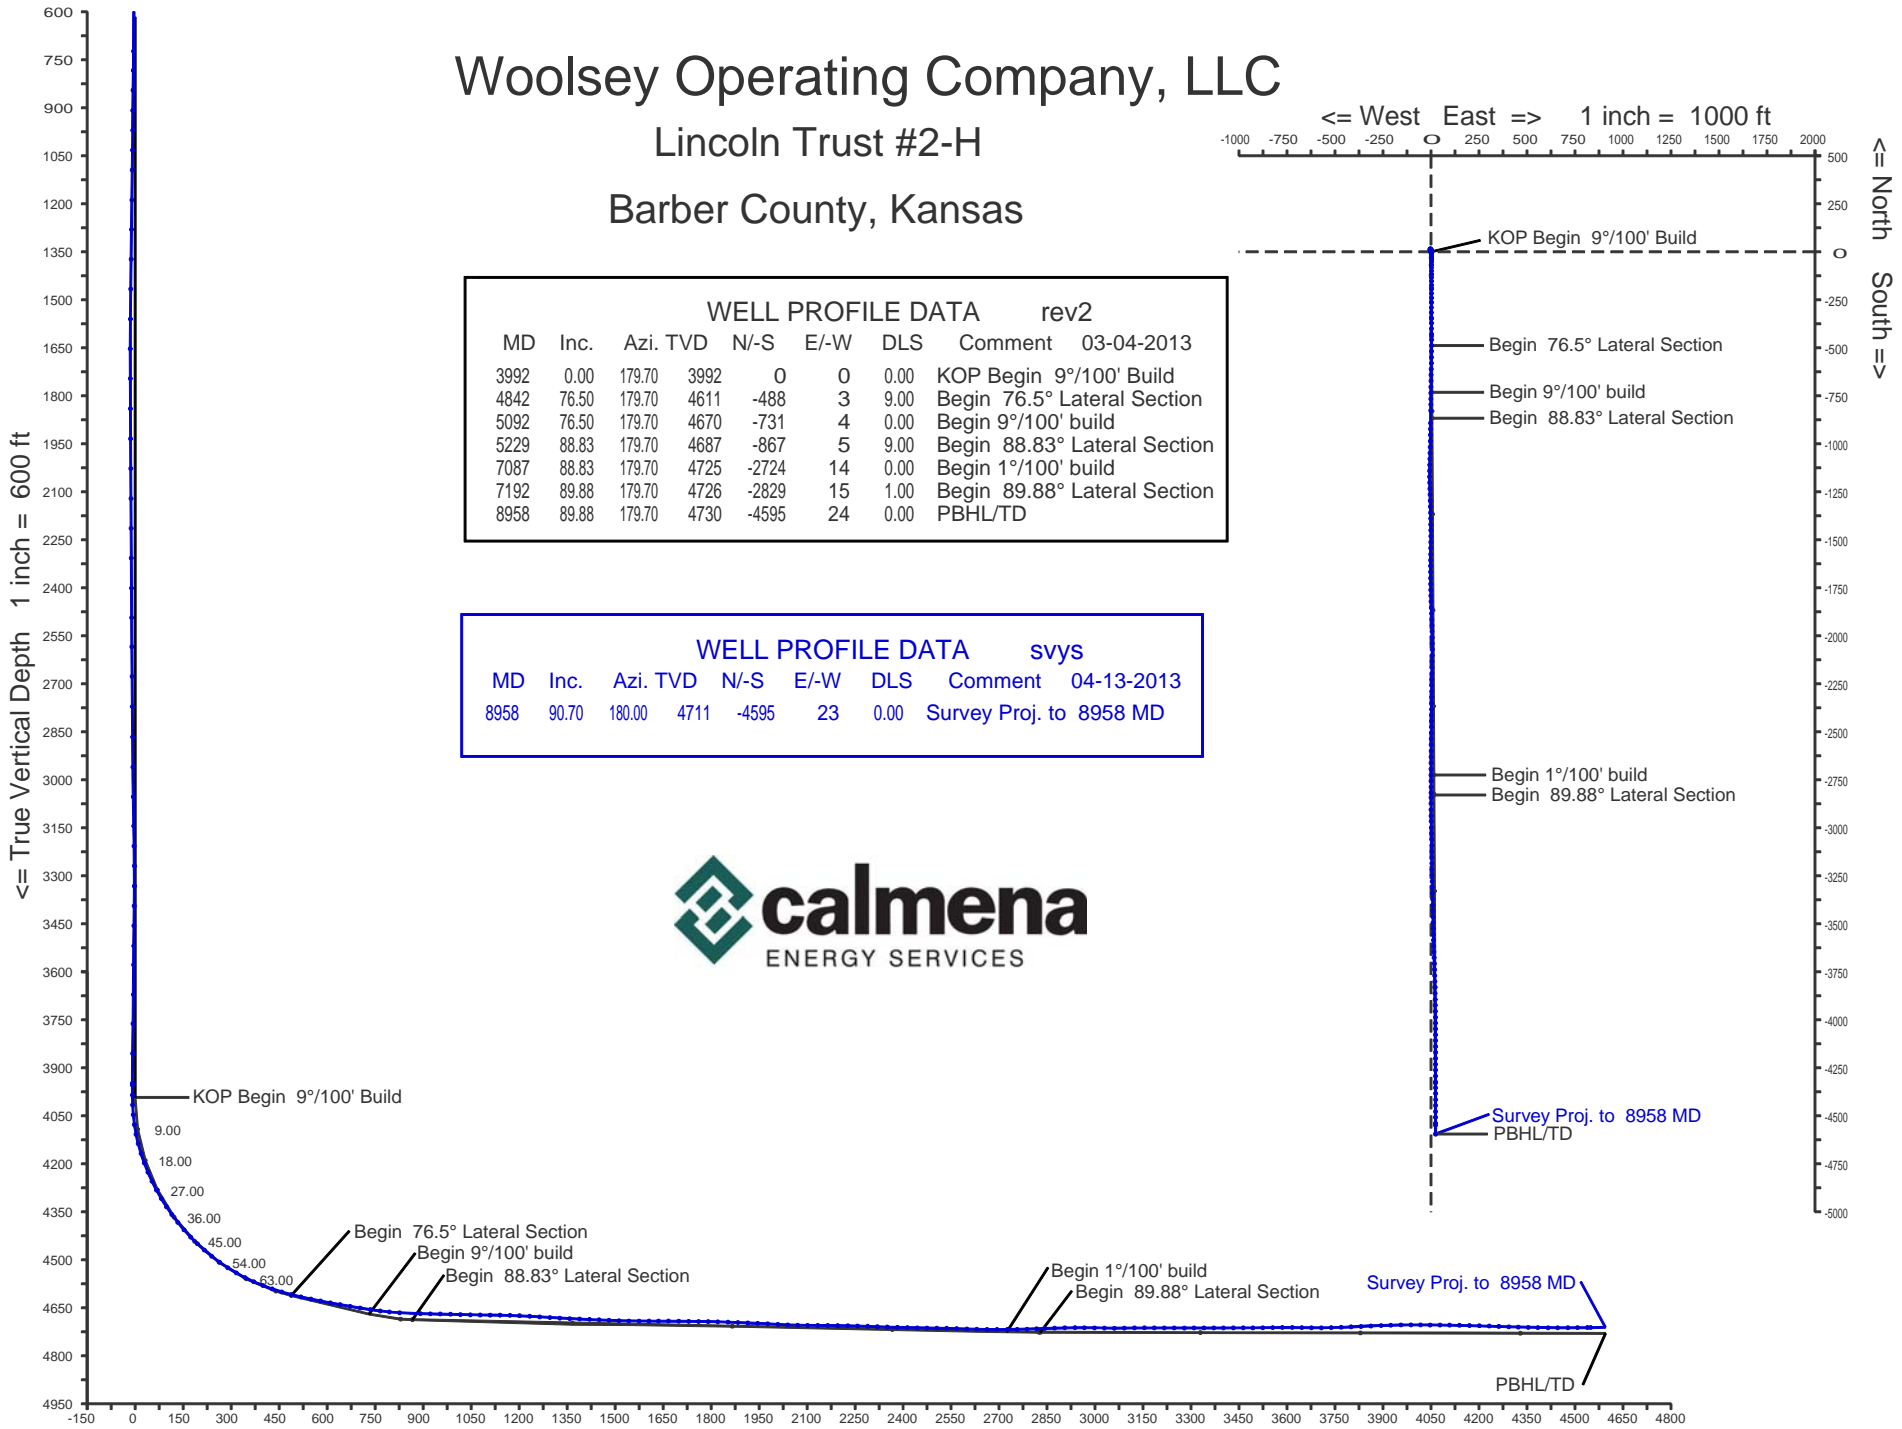 Woolsey Operating Company, LLC
Lincoln Trust #2-H
Barber County, Kansas
<= West East => 1 inch = 1000 ft
-1000 -750 -500 -250 0 250 500 750 1000 1250 1500 1750 2000
<= North South =>
500
250
0
-250
-500
-750
-1000
-1250
-1500
-1750
-2000
-2250
-2500
-2750
-3000
-3250
-3500
-3750
-4000
-4250
-4500
-4750
-5000
KOP Begin 9°/100' Build
Begin 76.5° Lateral Section
Begin 9°/100' build
Begin 88.83° Lateral Section
Begin 1°/100' build
Begin 89.88° Lateral Section
Survey Proj. to 8958 MD
PBHL/TD
WELL PROFILE DATA rev2
MD Inc. Azi. TVD N/-S E/-W DLS Comment 03-04-2013
3992 0.00 179.70 3992 0 0 0.00 KOP Begin 9°/100' Build
4842 76.50 179.70 4611 -488 3 9.00 Begin 76.5° Lateral Section
5092 76.50 179.70 4670 -731 4 0.00 Begin 9°/100' build
5229 88.83 179.70 4687 -867 5 9.00 Begin 88.83° Lateral Section
7087 88.83 179.70 4725 -2724 14 0.00 Begin 1°/100' build
7192 89.88 179.70 4726 -2829 15 1.00 Begin 89.88° Lateral Section
8958 89.88 179.70 4730 -4595 24 0.00 PBHL/TD
WELL PROFILE DATA svys
MD Inc. Azi. TVD N/-S E/-W DLS Comment 04-13-2013
8958 90.70 180.00 4711 -4595 23 0.00 Survey Proj. to 8958 MD
calmena
ENERGY SERVICES
<= True Vertical Depth 1 inch = 600 ft
600
750
900
1050
1200
1350
1500
1650
1800
1950
2100
2250
2400
2550
2700
2850
3000
3150
3300
3450
3600
3750
3900
4050
4200
4350
4500
4650
4800
4950
KOP Begin 9°/100' Build
9.00
18.00
27.00
36.00
45.00
54.00
63.00
Begin 76.5° Lateral Section
Begin 9°/100' build
Begin 88.83° Lateral Section
Begin 1°/100' build
Begin 89.88° Lateral Section
Survey Proj. to 8958 MD
PBHL/TD
-150 0 150 300 450 600 750 900 1050 1200 1350 1500 1650 1800 1950 2100 2250 2400 2550 2700 2850 3000 3150 3300 3450 3600 3750 3900 4050 4200 4350 4500 4650 4800